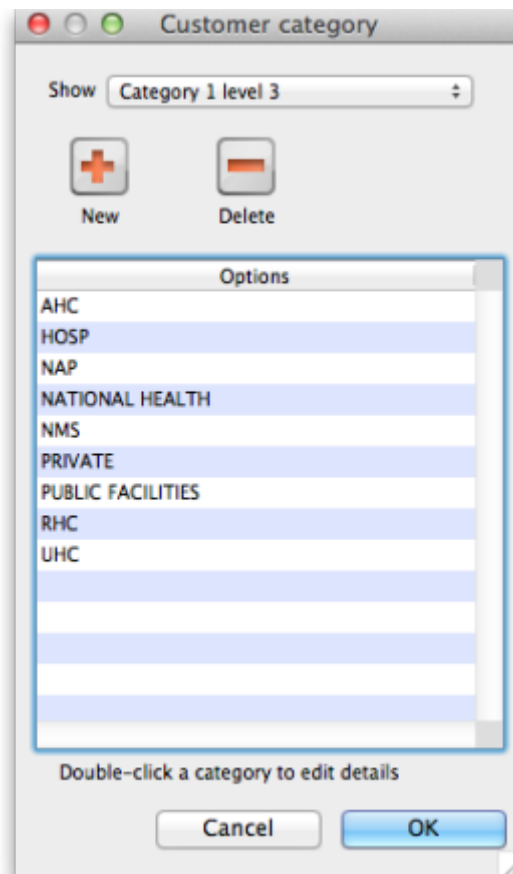 Customer category
Show Category 1 level 3
New Delete
Options
AHC
HOSP
NAP
NATIONAL HEALTH
NMS
PRIVATE
PUBLIC FACILITIES
RHC
UHC
Double-click a category to edit details
Cancel OK